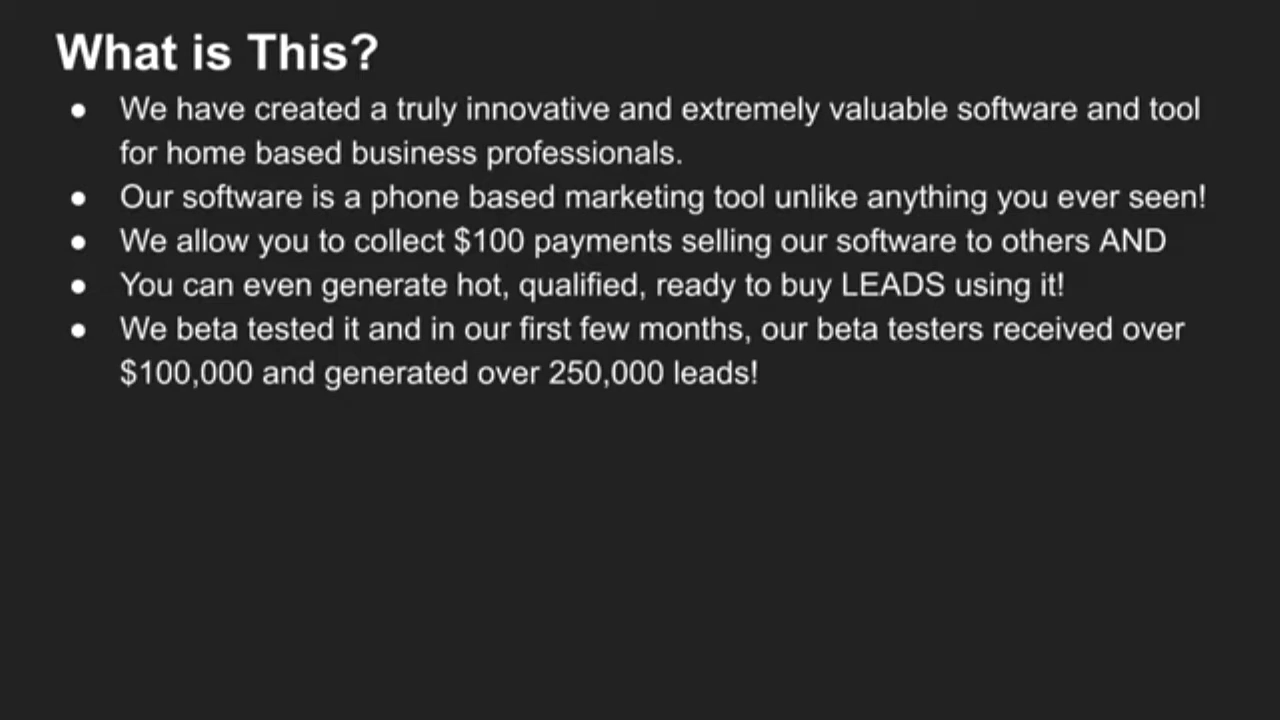 What is This?
● We have created a truly innovative and extremely valuable software and tool
for home based business professionals.
● Our software is a phone based marketing tool unlike anything you ever seen!
● We allow you to collect $100 payments selling our software to others AND
● You can even generate hot, qualified, ready to buy LEADS using it!
● We beta tested it and in our first few months, our beta testers received over
$100,000 and generated over 250,000 leads!